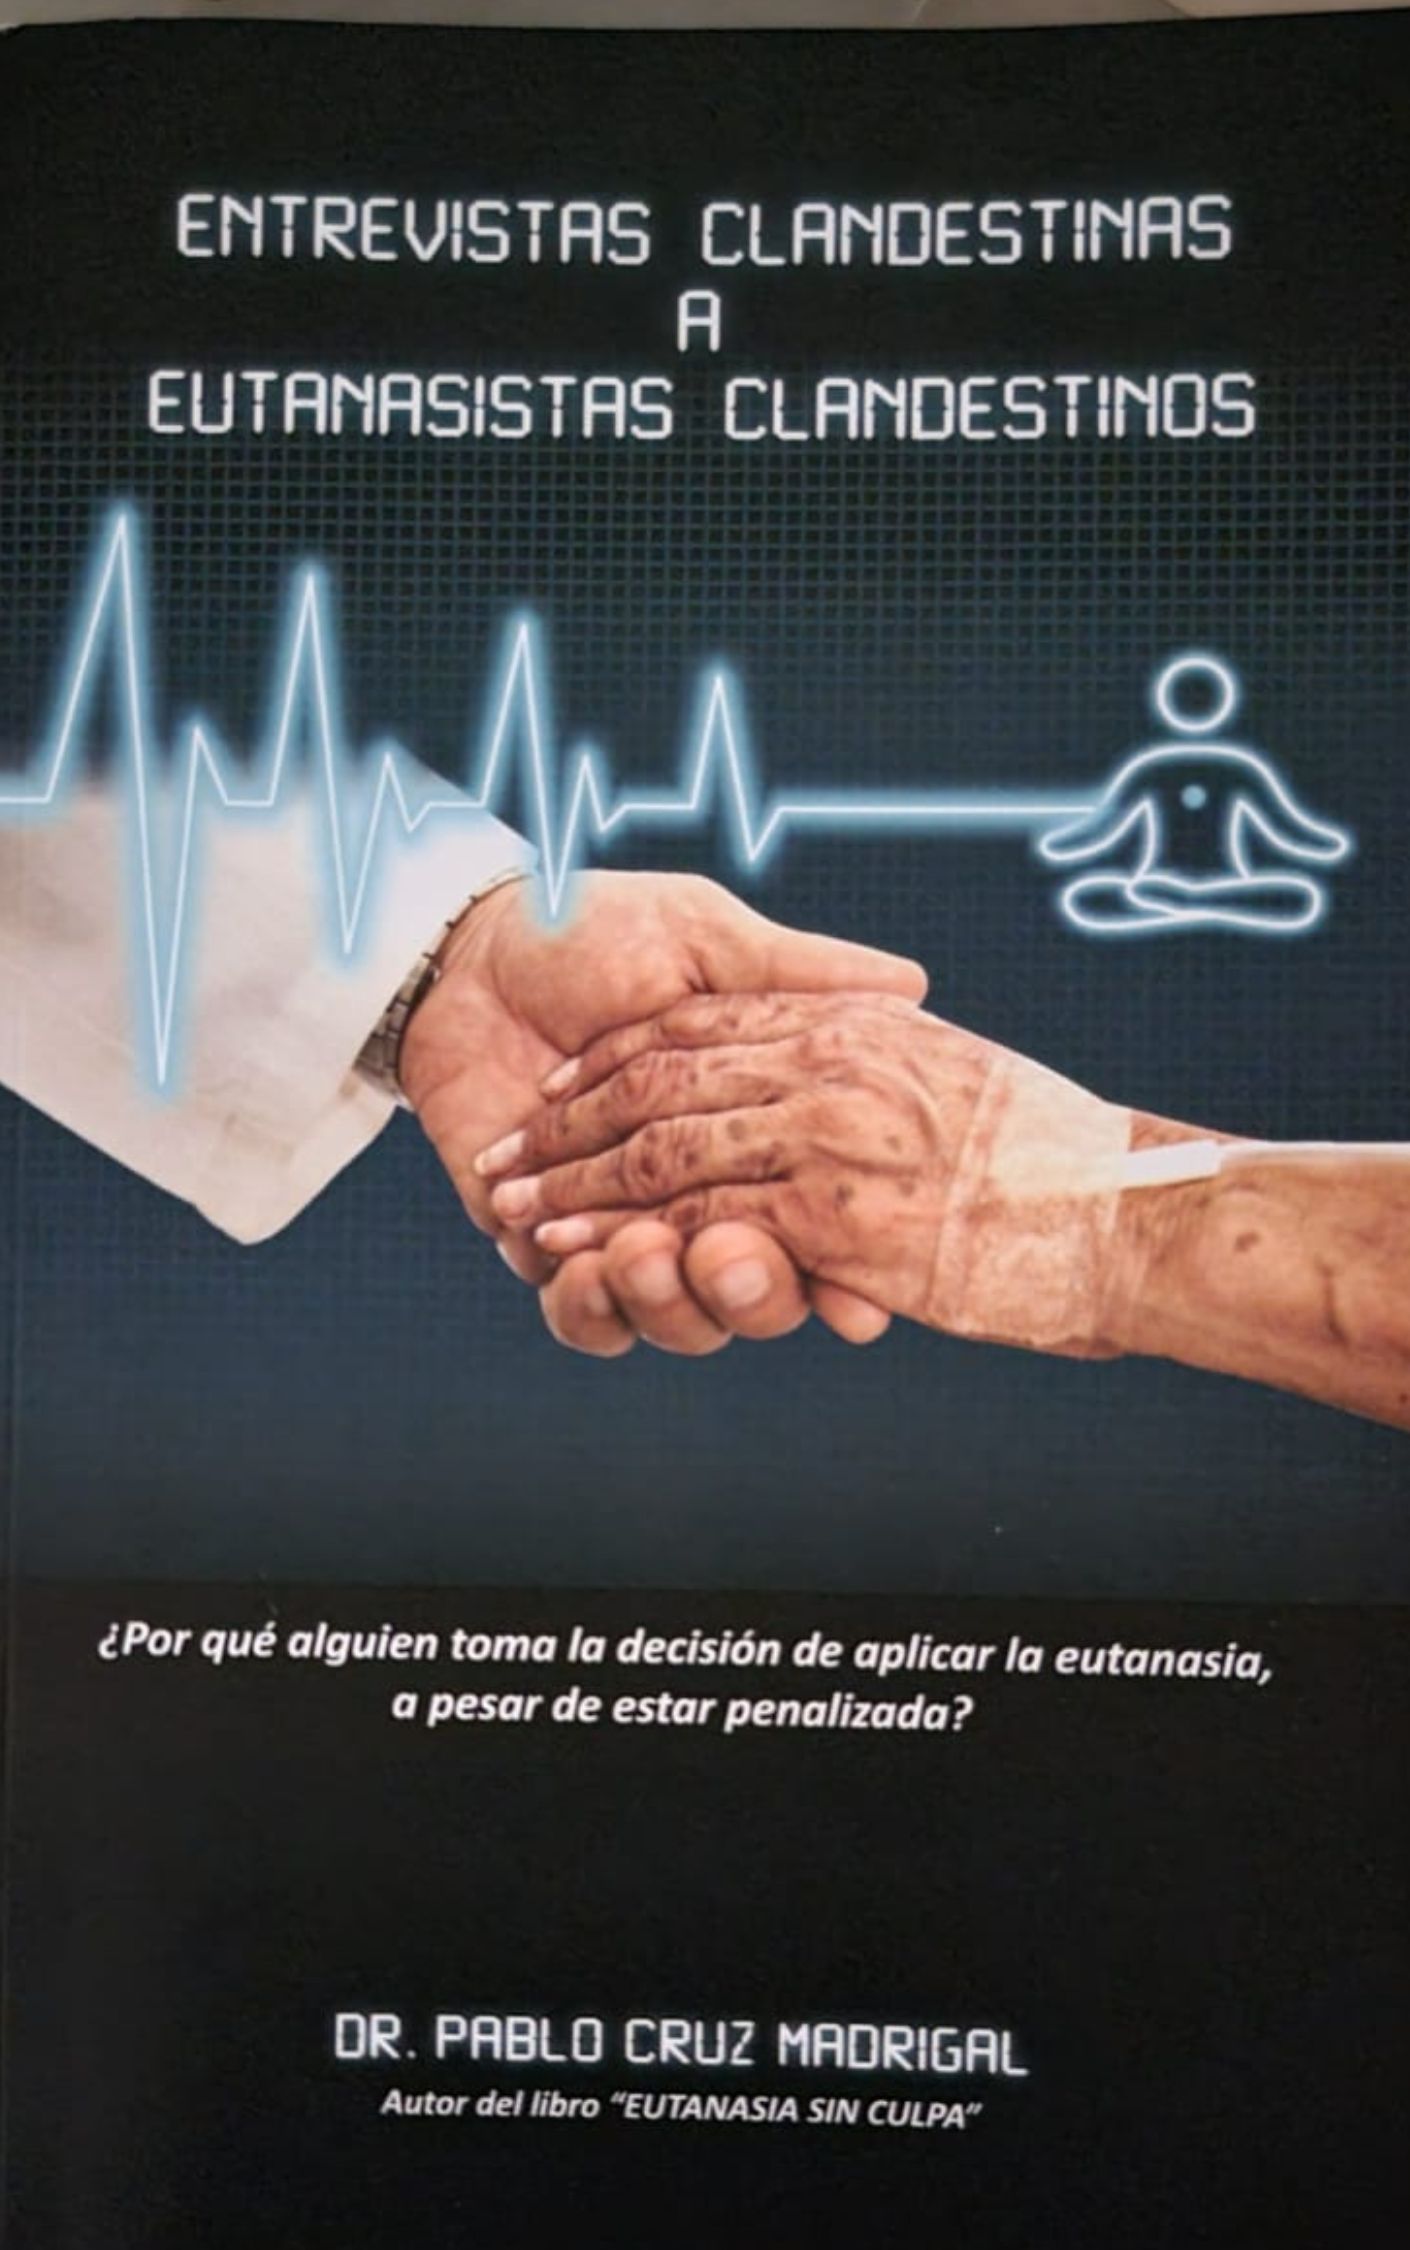 ENTREVISTAS CLANDESTINAS
A
EUTANASISTAS CLANDESTINOS
¿Por qué alguien toma la decisión de aplicar la eutanasia,
a pesar de estar penalizada?
DR. PABLO CRUZ MADRIGAL
Autor del libro “EUTANASIA SIN CULPA”